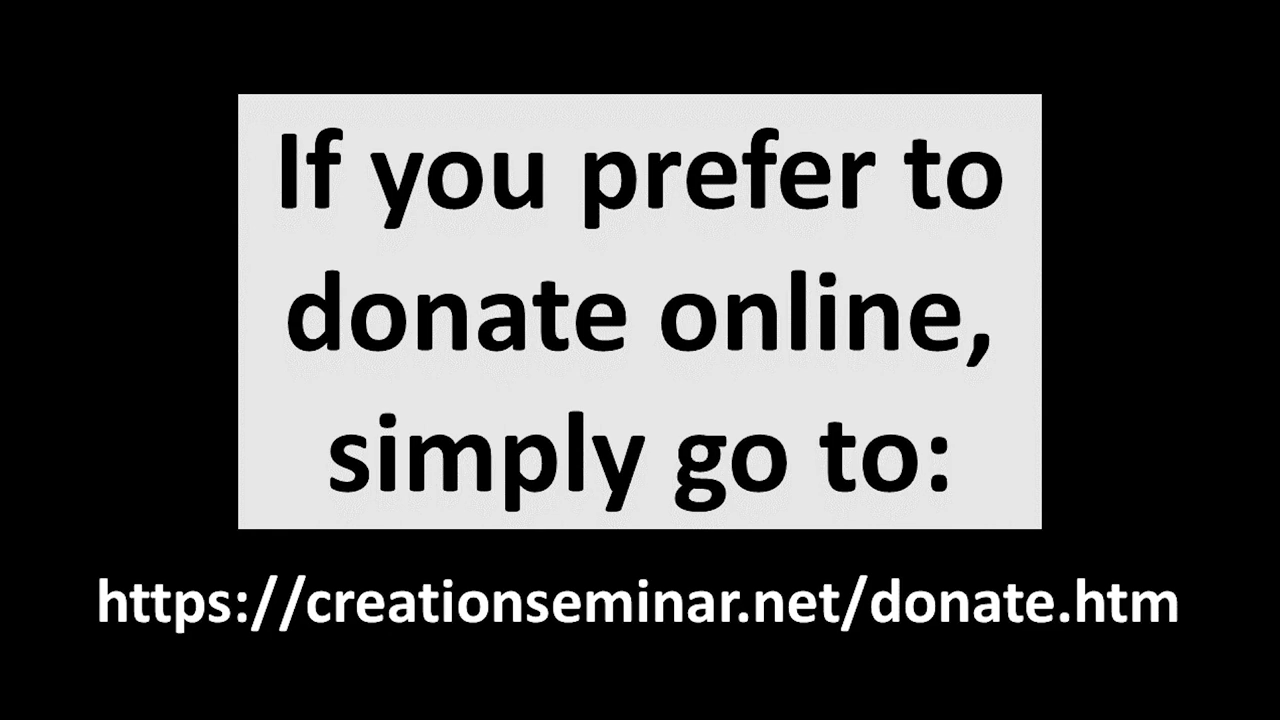 If you prefer to
donate online,
simply go to:
https://creationseminar.net/donate.htm